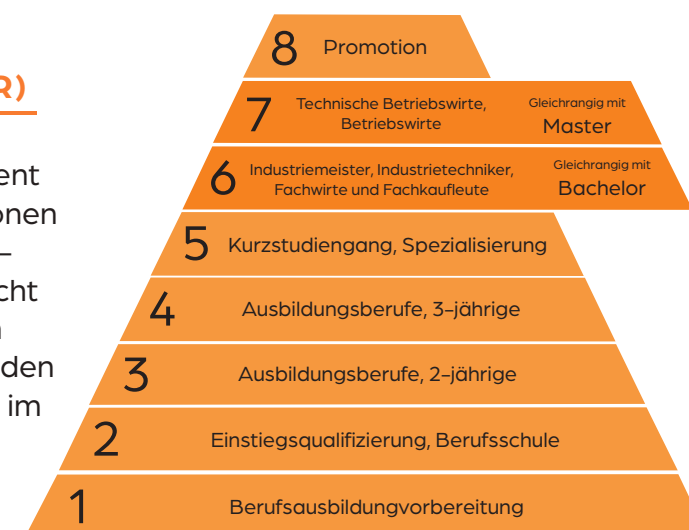 R)
ent
onen
–
cht
n
den
im
8 Promotion
7 Technische Betriebswirte,
Betriebswirte
Gleichrangig mit
Master
6 Industriemeister, Industrietechniker,
Fachwirte und Fachkaufleute
Gleichrangig mit
Bachelor
5 Kurzstudiengang, Spezialisierung
4 Ausbildungsberufe, 3-jährige
3 Ausbildungsberufe, 2-jährige
2 Einstiegsqualifizierung, Berufsschule
1 Berufsausbildungvorbereitung